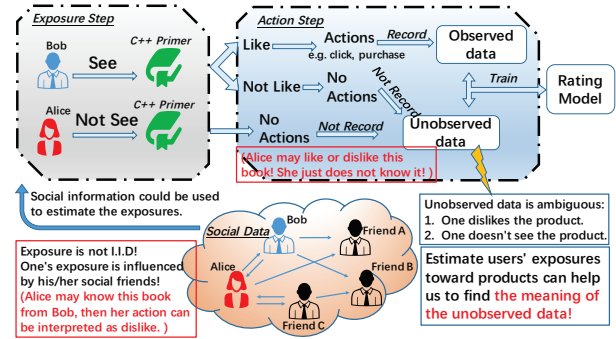 Exposure Step
Bob
See
C++ Primer
Alice
Not See
C++ Primer
Action Step
Like
Actions
e.g. click, purchase
Record
Observed
data
Not Like
No
Actions
Not Record
Train
Rating
Model
No
Actions
Not Record
Unobserved
data
(Alice may like or dislike this
book! She just does not know it! )
Social information could be used
to estimate the exposures.
Unobserved data is ambiguous:
1. One dislikes the product.
2. One doesn't see the product.
Exposure is not I.I.D!
One's exposure is influenced
by his/her social friends!
(Alice may know this book
from Bob, then her action can
be interpreted as dislike. )
Social Data
Bob
Friend A
Alice
Friend B
Friend C
Estimate users' exposures
toward products can help
us to find the meaning of
the unobserved data!